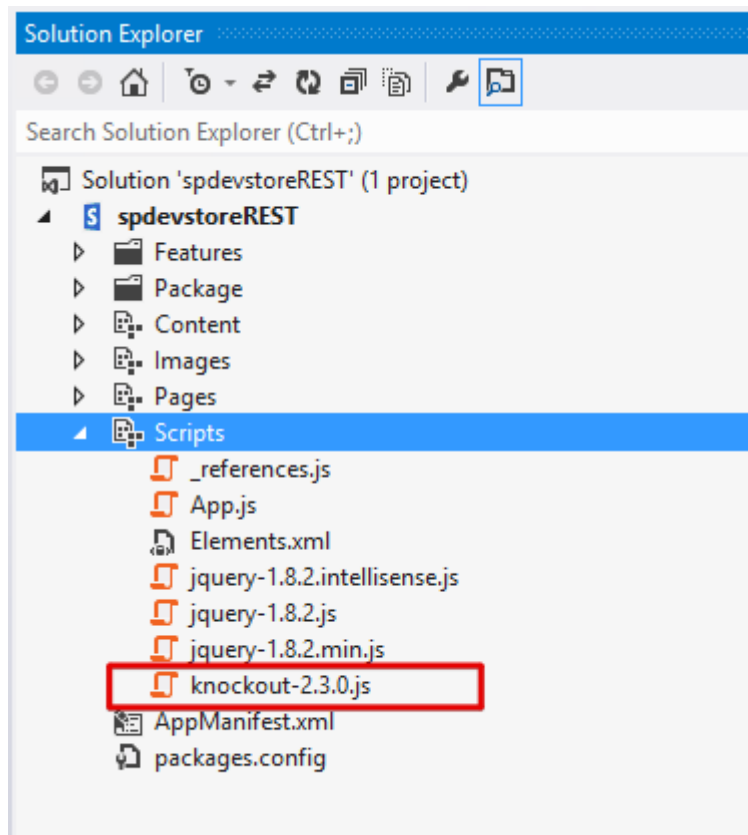 Solution Explorer
Search Solution Explorer (Ctrl+;)
Solution 'spdevstoreREST' (1 project)
spdevstoreREST
Features
Package
Content
Images
Pages
Scripts
_references.js
App.js
Elements.xml
jquery-1.8.2.intellisense.js
jquery-1.8.2.js
jquery-1.8.2.min.js
knockout-2.3.0.js
AppManifest.xml
packages.config